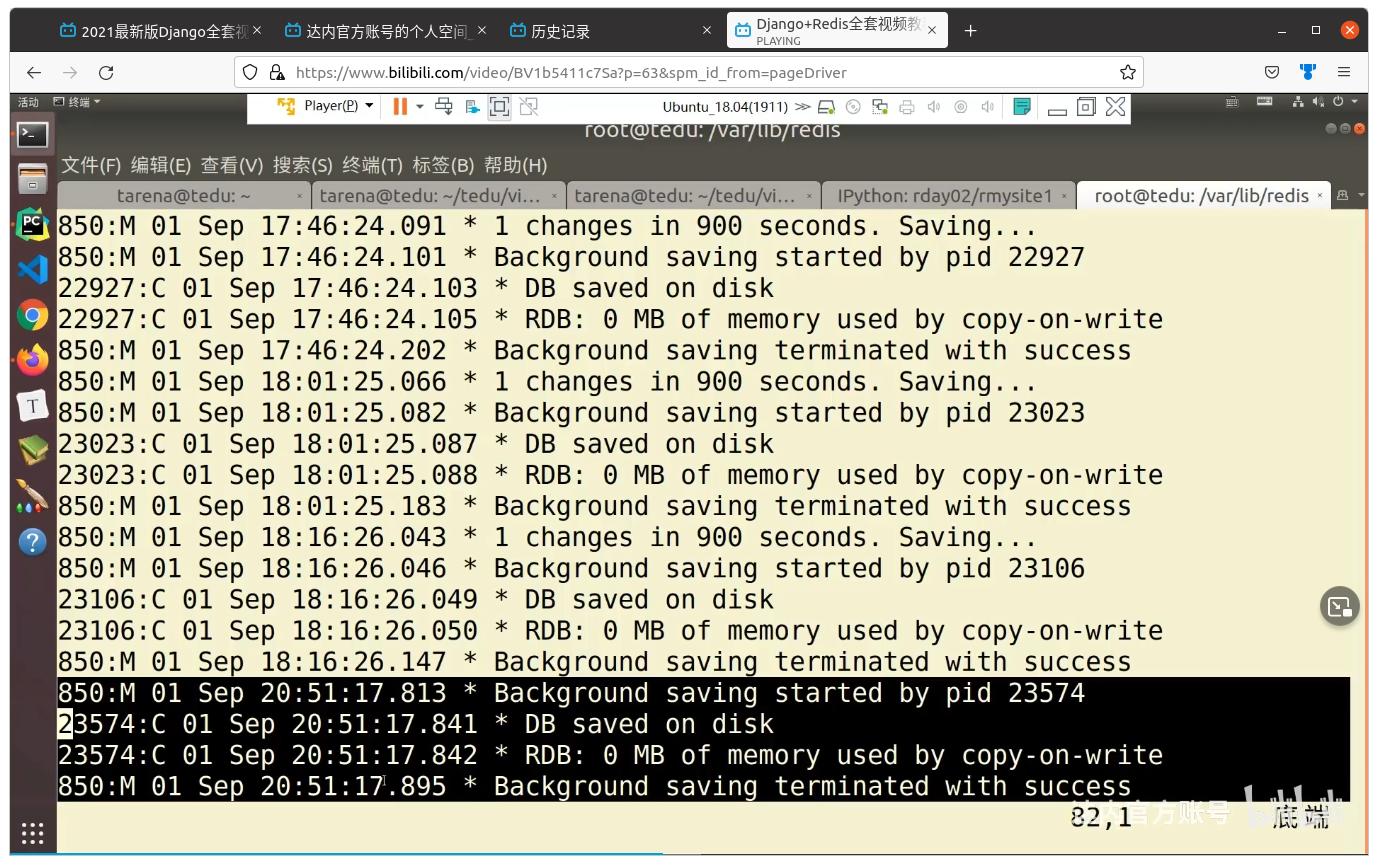 2021最新版Django全套视
达内官方账号的个人空间_
历史记录
Django+Redis全套视频教
PLAYING
https://www.bilibili.com/video/BV1b5411c7Sa?p=63&spm_id_from=pageDriver
活动 终端
Player(P)
Ubuntu_18.04(1911)
root@tedu: /var/lib/redis
文件(F) 编辑(E) 查看(V) 搜索(S) 终端(T) 标签(B) 帮助(H)
tarena@tedu: ~
tarena@tedu: ~/tedu/vi...
tarena@tedu: ~/tedu/vi...
IPython: rday02/rmysite1
root@tedu: /var/lib/redis
850:M 01 Sep 17:46:24.091 * 1 changes in 900 seconds. Saving...
850:M 01 Sep 17:46:24.101 * Background saving started by pid 22927
22927:C 01 Sep 17:46:24.103 * DB saved on disk
22927:C 01 Sep 17:46:24.105 * RDB: 0 MB of memory used by copy-on-write
850:M 01 Sep 17:46:24.202 * Background saving terminated with success
850:M 01 Sep 18:01:25.066 * 1 changes in 900 seconds. Saving...
850:M 01 Sep 18:01:25.082 * Background saving started by pid 23023
23023:C 01 Sep 18:01:25.087 * DB saved on disk
23023:C 01 Sep 18:01:25.088 * RDB: 0 MB of memory used by copy-on-write
850:M 01 Sep 18:01:25.183 * Background saving terminated with success
850:M 01 Sep 18:16:26.043 * 1 changes in 900 seconds. Saving...
850:M 01 Sep 18:16:26.046 * Background saving started by pid 23106
23106:C 01 Sep 18:16:26.049 * DB saved on disk
23106:C 01 Sep 18:16:26.050 * RDB: 0 MB of memory used by copy-on-write
850:M 01 Sep 18:16:26.147 * Background saving terminated with success
850:M 01 Sep 20:51:17.813 * Background saving started by pid 23574
23574:C 01 Sep 20:51:17.841 * DB saved on disk
23574:C 01 Sep 20:51:17.842 * RDB: 0 MB of memory used by copy-on-write
850:M 01 Sep 20:51:17.895 * Background saving terminated with success
达内官方账号
82,1 底端